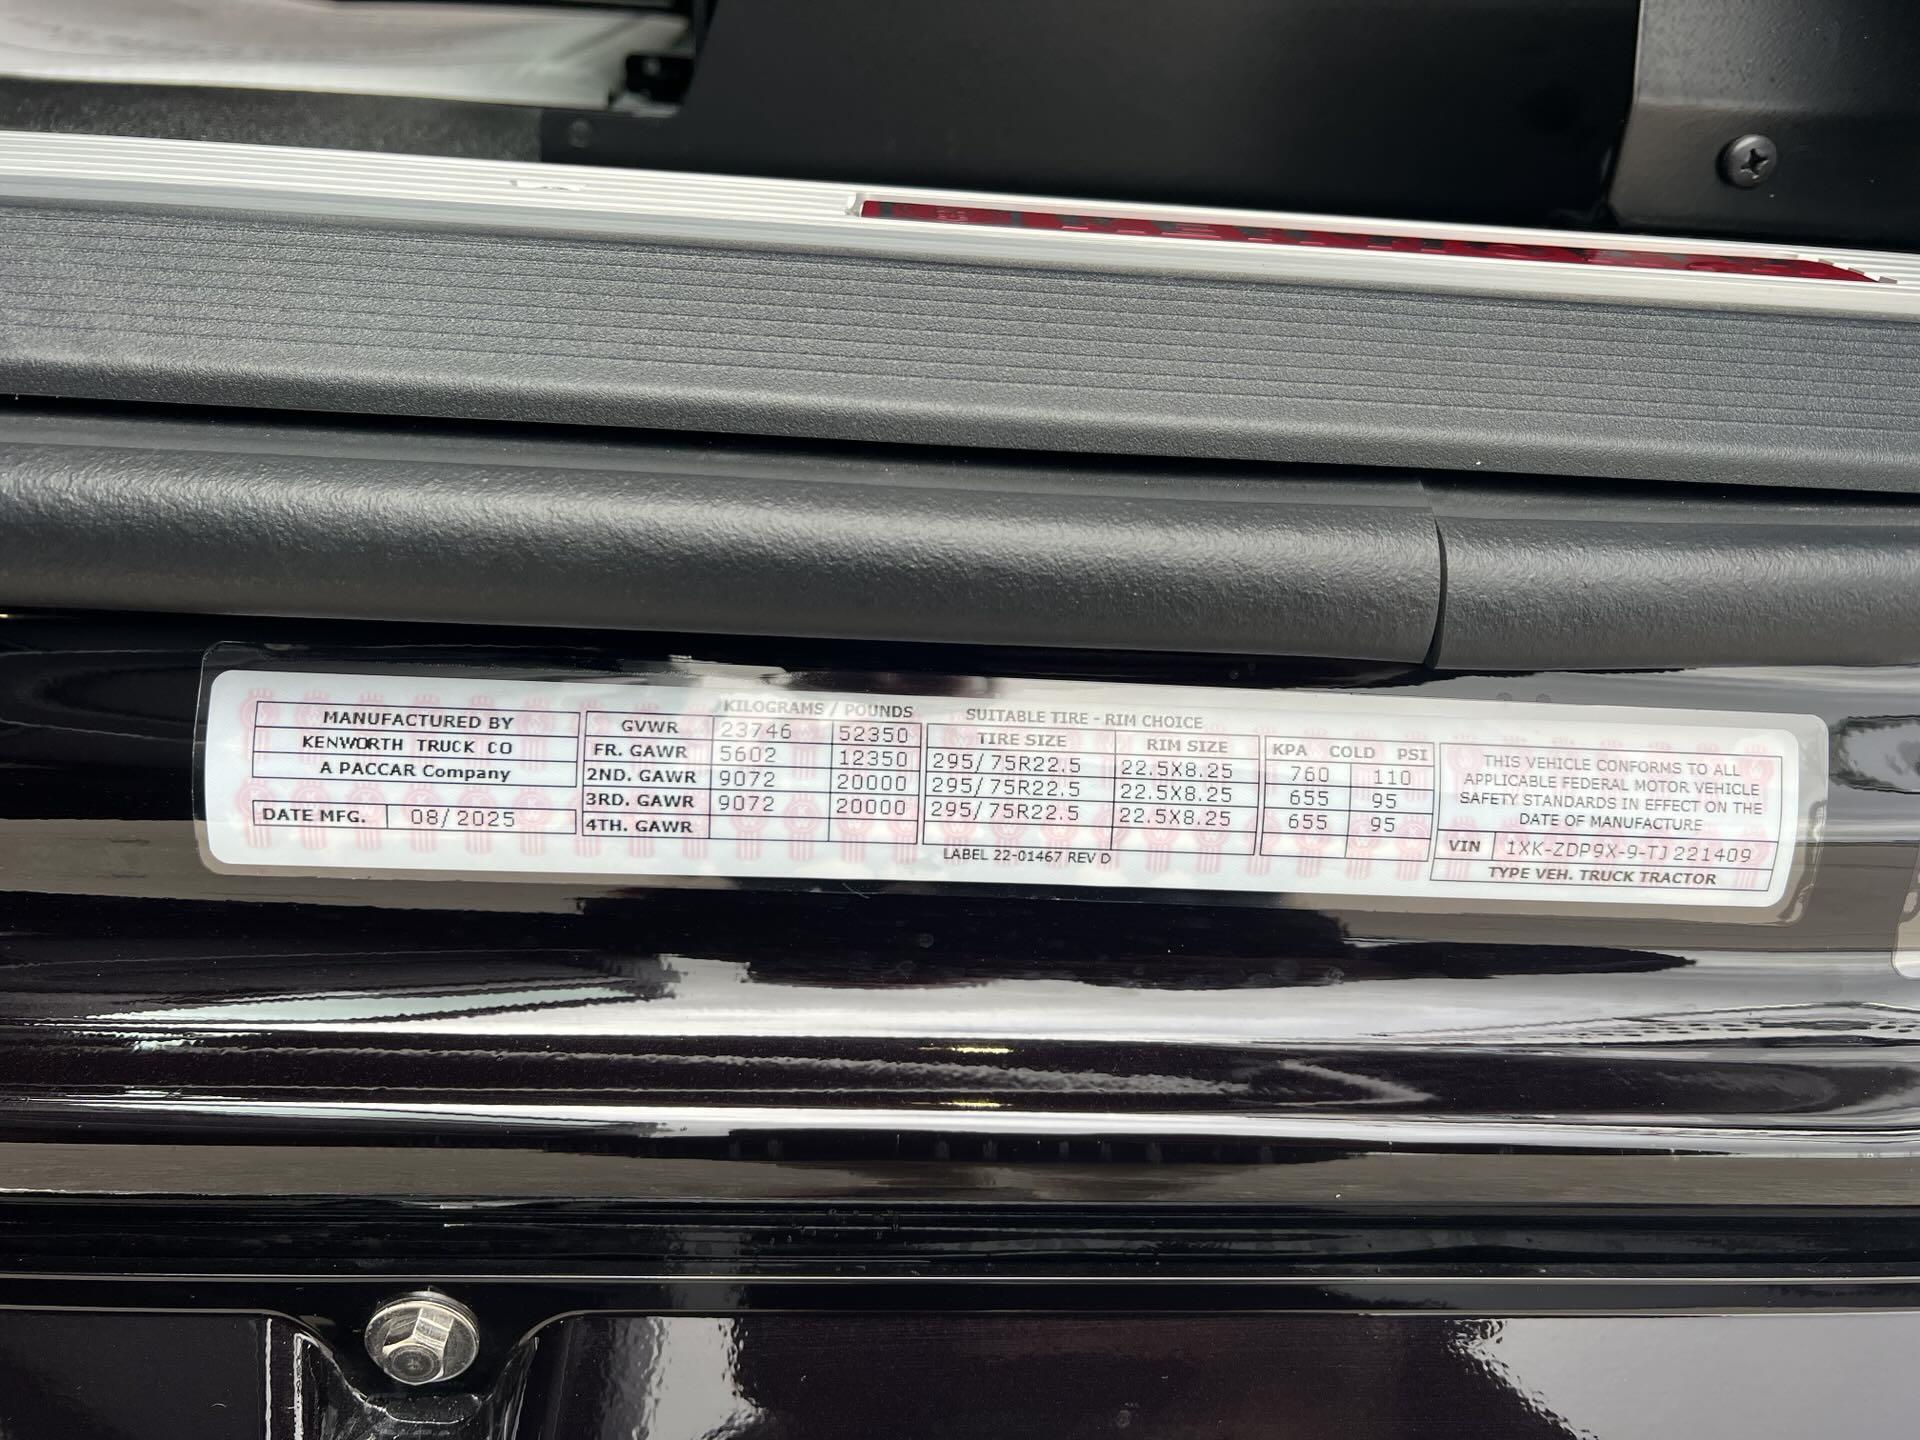 MANUFACTURED BY
KENWORTH TRUCK CO
A PACCAR Company
DATE MFG. 08/2025
KILOGRAMS / POUNDS
GVWR 23746 52350
FR. GAWR 5602 12350
2ND. GAWR 9072 20000
3RD. GAWR 9072 20000
4TH. GAWR
SUITABLE TIRE - RIM CHOICE
TIRE SIZE RIM SIZE
295/75R22.5 22.5X8.25
295/75R22.5 22.5X8.25
295/75R22.5 22.5X8.25
KPA COLD PSI
760 110
655 95
655 95
LABEL 22-01467 REV D
THIS VEHICLE CONFORMS TO ALL
APPLICABLE FEDERAL MOTOR VEHICLE
SAFETY STANDARDS IN EFFECT ON THE
DATE OF MANUFACTURE
VIN 1XK-ZDP9X-9-TJ221409
TYPE VEH. TRUCK TRACTOR